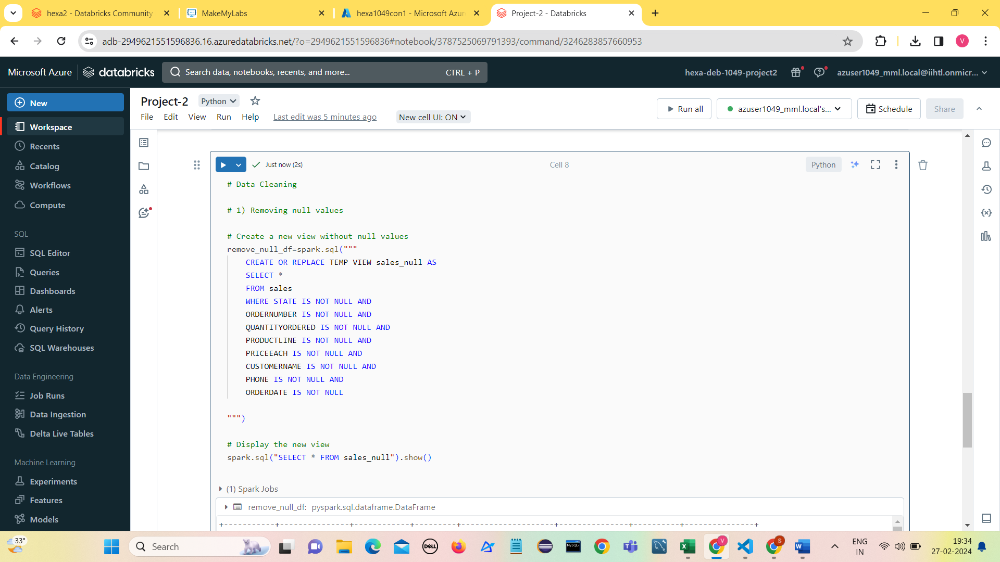 hexa2 - Databricks Community
MakeMyLabs
hexa1049con1 - Microsoft Azu
Project-2 - Databricks
adb-2949621551596836.16.azuredatabricks.net/?o=2949621551596836#notebook/3787525069791393/command/3246283857660953
V
Microsoft Azure
databricks
Search data, notebooks, recents, and more...
CTRL + P
hexa-deb-1049-project2
azuser1049_mml.local@iihtl.onmicr...
New
Workspace
Recents
Catalog
Workflows
Compute
SQL
SQL Editor
Queries
Dashboards
Alerts
Query History
SQL Warehouses
Data Engineering
Job Runs
Data Ingestion
Delta Live Tables
Machine Learning
Experiments
Features
Models
Project-2
Python
File
Edit
View
Run
Help
Last edit was 5 minutes ago
New cell UI: ON
Run all
azuser1049_mml.local's...
Schedule
Share
Just now (2s)
Cell 8
Python
# Data Cleaning
# 1) Removing null values
# Create a new view without null values
remove_null_df=spark.sql("""
CREATE OR REPLACE TEMP VIEW sales_null AS
SELECT *
FROM sales
WHERE STATE IS NOT NULL AND
ORDERNUMBER IS NOT NULL AND
QUANTITYORDERED IS NOT NULL AND
PRODUCTLINE IS NOT NULL AND
PRICEEACH IS NOT NULL AND
CUSTOMERNAME IS NOT NULL AND
PHONE IS NOT NULL AND
ORDERDATE IS NOT NULL
""")
# Display the new view
spark.sql("SELECT * FROM sales_null").show()
(1) Spark Jobs
remove_null_df: pyspark.sql.dataframe.DataFrame
+-----------+---------------+------------+---------+--------------------+---------------+----------+---------------+
33°
Search
DELL
MySQL
V
S
ENG
IN
19:34
27-02-2024